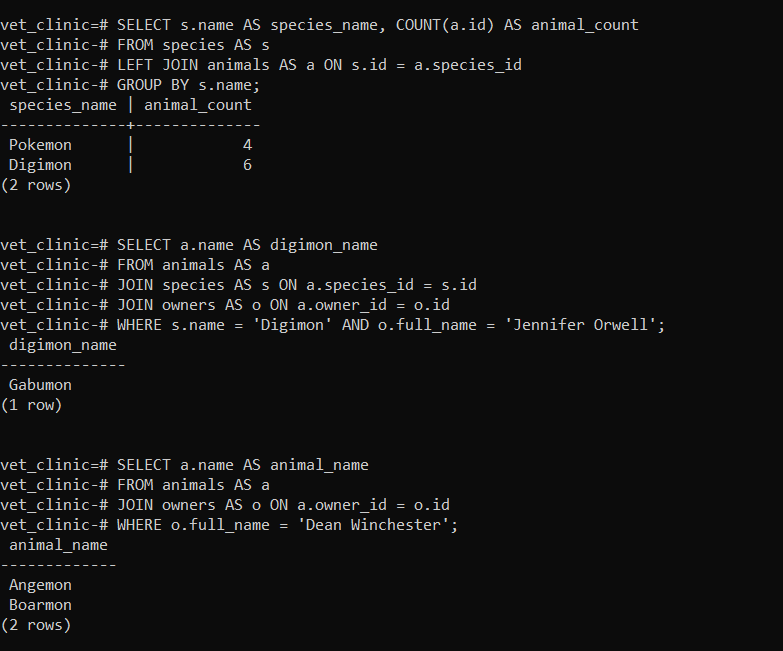 vet_clinic=# SELECT s.name AS species_name, COUNT(a.id) AS animal_count
vet_clinic-# FROM species AS s
vet_clinic-# LEFT JOIN animals AS a ON s.id = a.species_id
vet_clinic-# GROUP BY s.name;
 species_name | animal_count
--------------+--------------
 Pokemon      |            4
 Digimon      |            6
(2 rows)
vet_clinic=# SELECT a.name AS digimon_name
vet_clinic-# FROM animals AS a
vet_clinic-# JOIN species AS s ON a.species_id = s.id
vet_clinic-# JOIN owners AS o ON a.owner_id = o.id
vet_clinic-# WHERE s.name = 'Digimon' AND o.full_name = 'Jennifer Orwell';
 digimon_name
--------------
 Gabumon
(1 row)
vet_clinic=# SELECT a.name AS animal_name
vet_clinic-# FROM animals AS a
vet_clinic-# JOIN owners AS o ON a.owner_id = o.id
vet_clinic-# WHERE o.full_name = 'Dean Winchester';
 animal_name
-------------
 Angemon
 Boarmon
(2 rows)